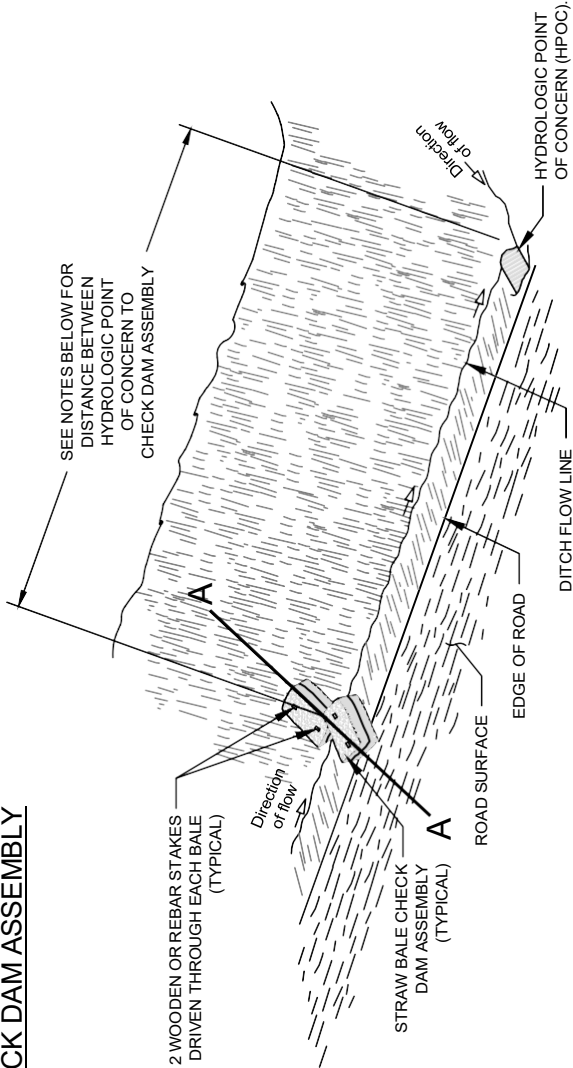 CK DAM ASSEMBLY
SEE NOTES BELOW FOR
DISTANCE BETWEEN
HYDROLOGIC POINT
OF CONCERN TO
CHECK DAM ASSEMBLY
2 WOODEN OR REBAR STAKES
DRIVEN THROUGH EACH BALE
(TYPICAL)
Direction
of flow
A
A
Direction
of flow
STRAW BALE CHECK
DAM ASSEMBLY
(TYPICAL)
ROAD SURFACE
EDGE OF ROAD
DITCH FLOW LINE
HYDROLOGIC POINT
OF CONCERN (HPOC).